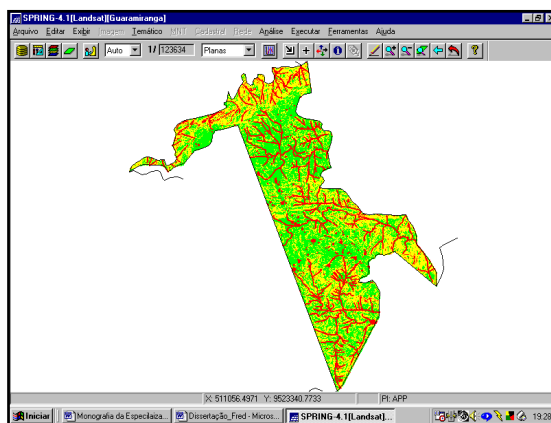 SPRING-4.1[Landsat][Guaramiranga]
Arquivo Editar Exibir Imagem Temático MNT Cadastral Rede Análise Executar Ferramentas Ajuda
Auto 1/ 123634 Planas
X: 511056.4971 Y: 9523340.7733 PI: APP
Iniciar Monografia da Especilaiza... Dissertação_Fred - Micros... SPRING-4.1[Landsat]... 19:28